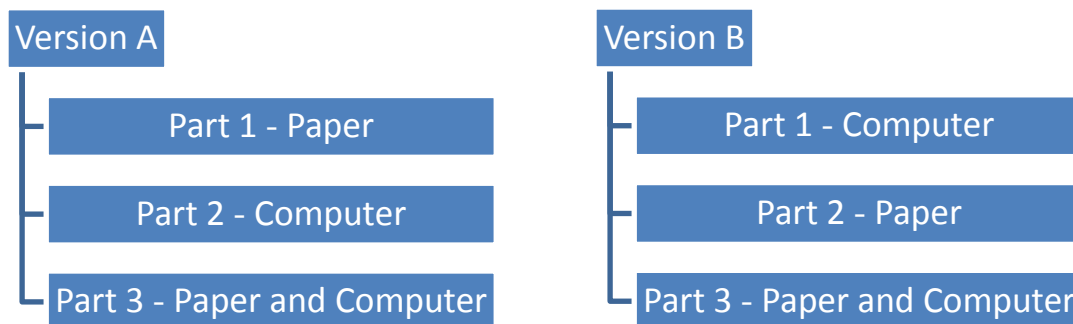 Version A
Part 1 - Paper
Part 2 - Computer
Part 3 - Paper and Computer
Version B
Part 1 - Computer
Part 2 - Paper
Part 3 - Paper and Computer